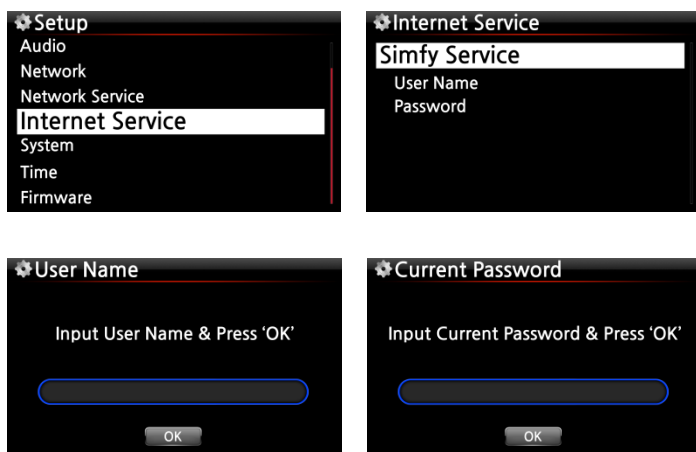 Setup
Audio
Network
Network Service
Internet Service
System
Time
Firmware
Internet Service
Simfy Service
User Name
Password
User Name
Input User Name & Press ‘OK’
OK
Current Password
Input Current Password & Press ‘OK’
OK